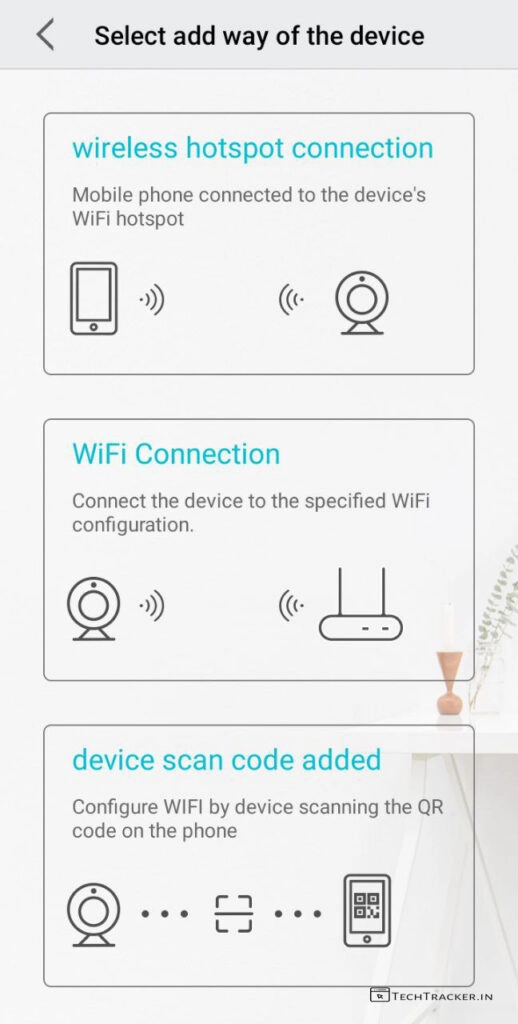 Select add way of the device
wireless hotspot connection
Mobile phone connected to the device's
WiFi hotspot
WiFi Connection
Connect the device to the specified WiFi
configuration.
device scan code added
Configure WIFI by device scanning the QR
code on the phone
TECHTRACKER.IN